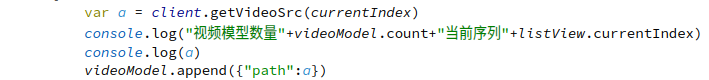 var a = client.getVideoSrc(currentIndex)
console.log("视频模型数量"+videoModel.count+"当前序列"+listView.currentIndex)
console.log(a)
videoModel.append({"path":a})